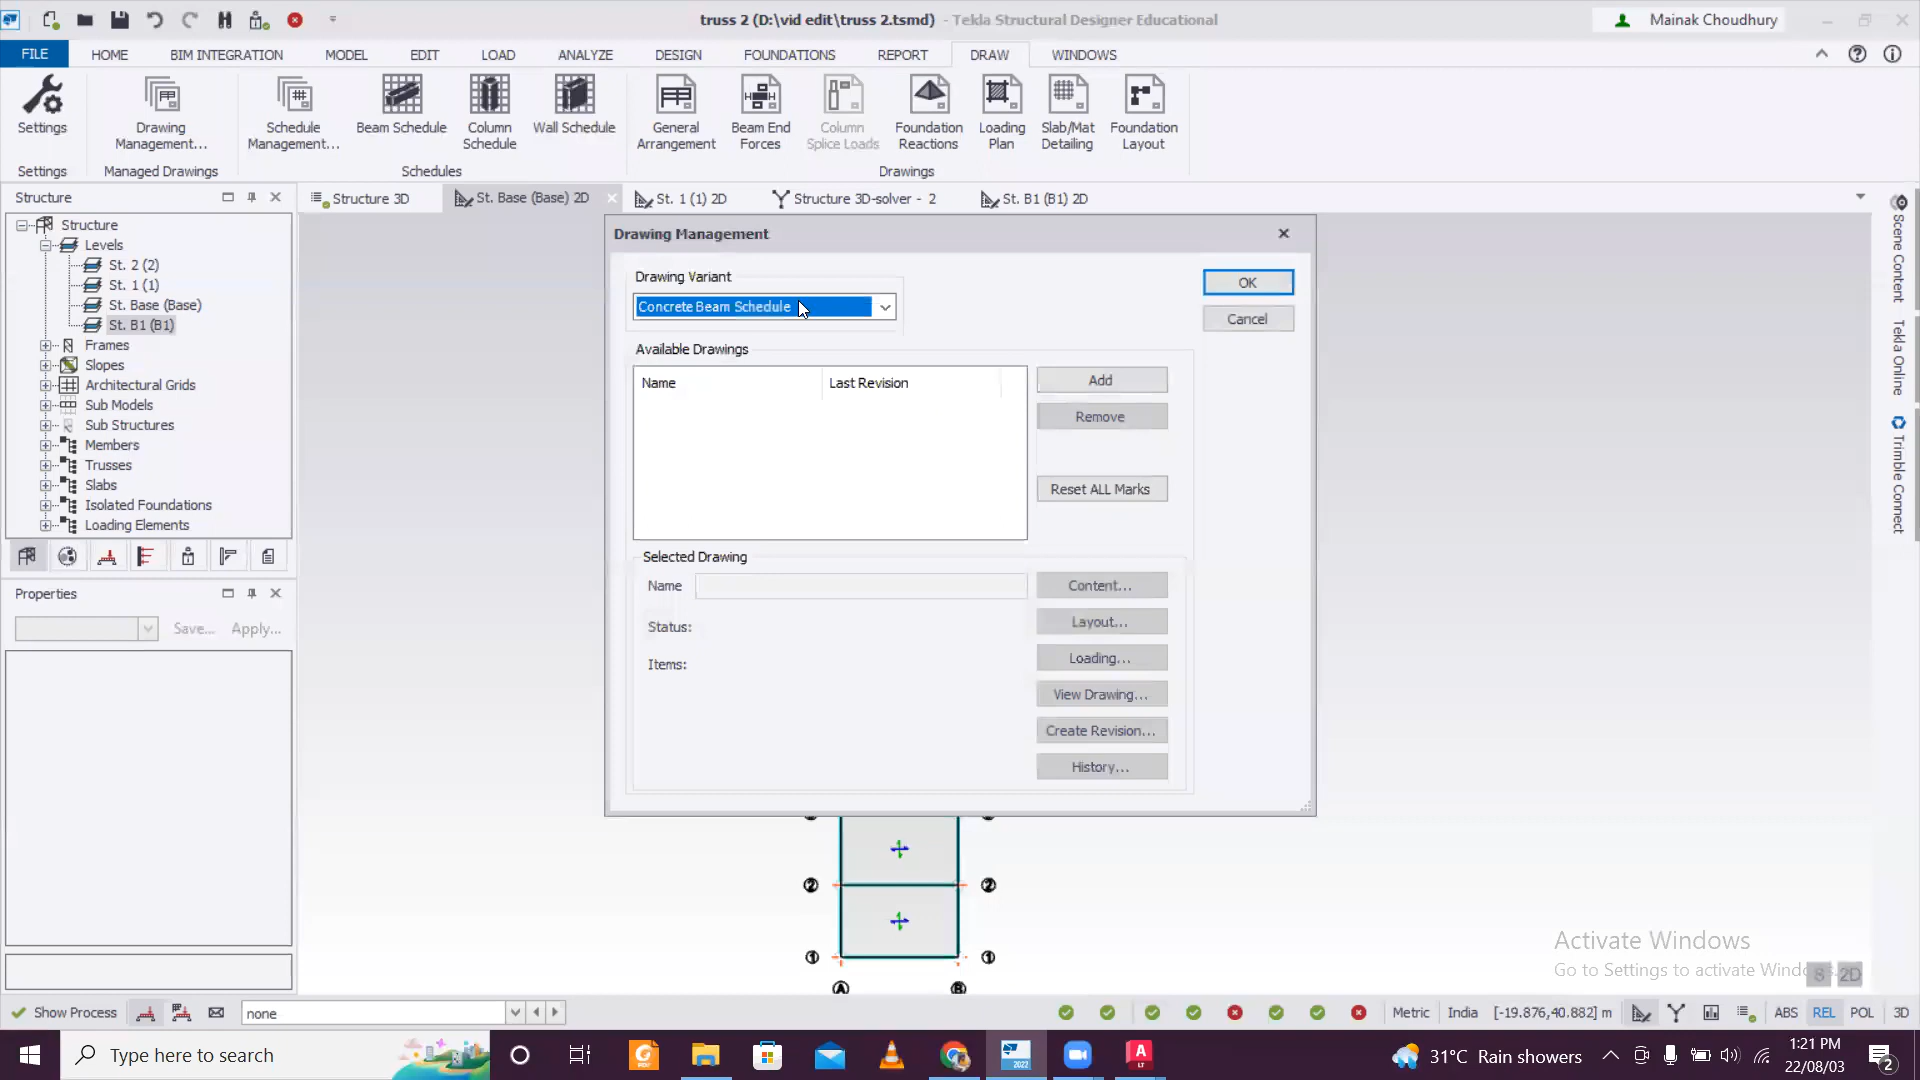 truss 2 (D:\vid edit\truss 2.tsmd) - Tekla Structural Designer Educational
Mainak Choudhury
FILE HOME BIM INTEGRATION MODEL EDIT LOAD ANALYZE DESIGN FOUNDATIONS REPORT DRAW WINDOWS
Settings
Drawing Management...
Schedule Management...
Beam Schedule
Column Schedule
Wall Schedule
General Arrangement
Beam End Forces
Column Splice Loads
Foundation Reactions
Loading Plan
Slab/Mat Detailing
Foundation Layout
Settings Managed Drawings Schedules Drawings
Structure
Structure 3D St. Base (Base) 2D St. 1 (1) 2D Structure 3D-solver - 2 St. B1 (B1) 2D
Structure
Levels
St. 2 (2)
St. 1 (1)
St. Base (Base)
St. B1 (B1)
Frames
Slopes
Architectural Grids
Sub Models
Sub Structures
Members
Trusses
Slabs
Isolated Foundations
Loading Elements
Properties
Save... Apply...
Drawing Management
Drawing Variant
Concrete Beam Schedule
OK
Cancel
Available Drawings
Name Last Revision
Add
Remove
Reset ALL Marks
Selected Drawing
Name
Status:
Items:
Content...
Layout...
Loading...
View Drawing...
Create Revision...
History...
2 2
1 1
A B
Scene Content
Tekla Online
Trimble Connect
Activate Windows
Go to Settings to activate Windo
S 2D
Show Process
none
Metric India [-19.876,40.882] m ABS REL POL 3D
Type here to search
2022
LT
31°C Rain showers
1:21 PM
22/08/03
2